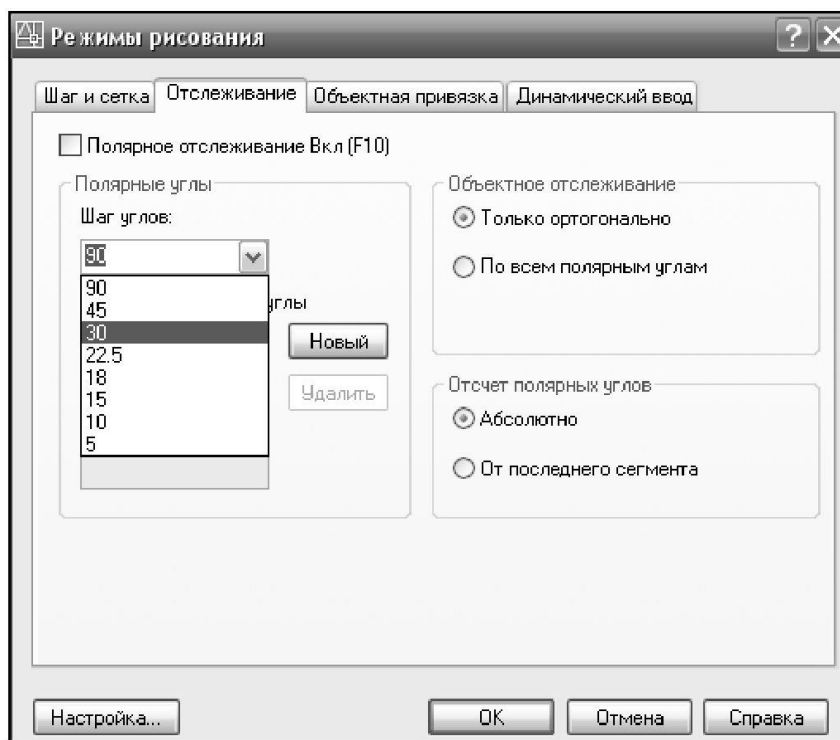 Режимы рисования
Шаг и сетка Отслеживание Объектная привязка Динамический ввод
Полярное отслеживание Вкл (F10)
Полярные углы
Шаг углов:
90
90
45
30
22.5
18
15
10
5
углы
Новый
Удалить
Объектное отслеживание
Только ортогонально
По всем полярным углам
Отсчет полярных углов
Абсолютно
От последнего сегмента
Настройка... OK Отмена Справка